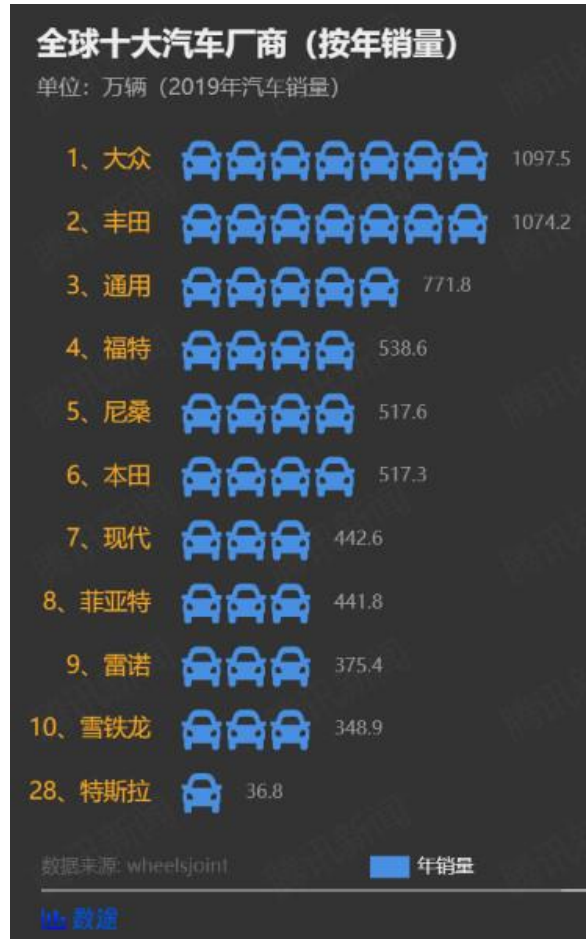 全球十大汽车厂商（按年销量）
单位：万辆（2019年汽车销量）
1、大众 1097.5
2、丰田 1074.2
3、通用 771.8
4、福特 538.6
5、尼桑 517.6
6、本田 517.3
7、现代 442.6
8、菲亚特 441.8
9、雷诺 375.4
10、雪铁龙 348.9
28、特斯拉 36.8
数据来源: wheelsjoint 年销量
数途